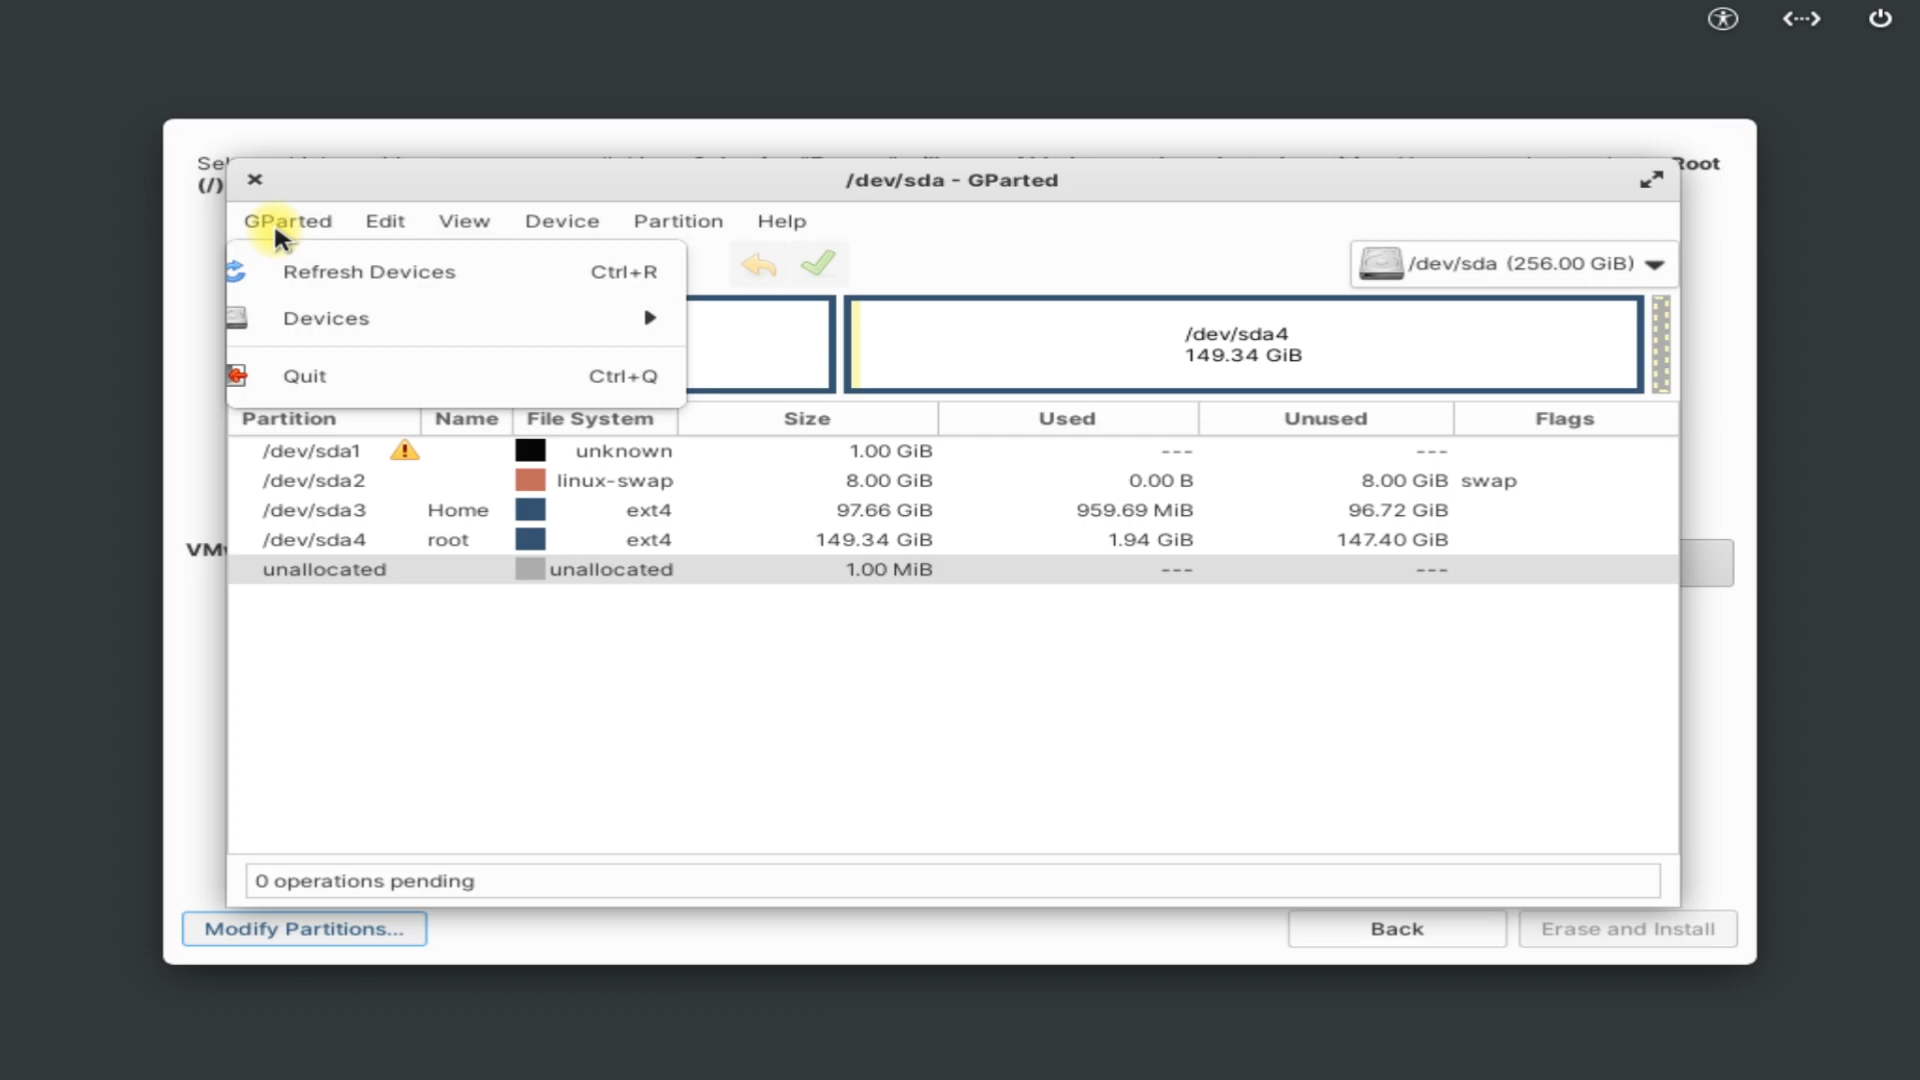 Root
(/)
/dev/sda - GParted
GParted Edit View Device Partition Help
Refresh Devices Ctrl+R
Devices
Quit Ctrl+Q
/dev/sda (256.00 GiB)
/dev/sda4
149.34 GiB
Partition Name File System Size Used Unused Flags
/dev/sda1 unknown 1.00 GiB --- ---
/dev/sda2 linux-swap 8.00 GiB 0.00 B 8.00 GiB swap
/dev/sda3 Home ext4 97.66 GiB 959.69 MiB 96.72 GiB
/dev/sda4 root ext4 149.34 GiB 1.94 GiB 147.40 GiB
unallocated unallocated 1.00 MiB --- ---
0 operations pending
Modify Partitions... Back Erase and Install